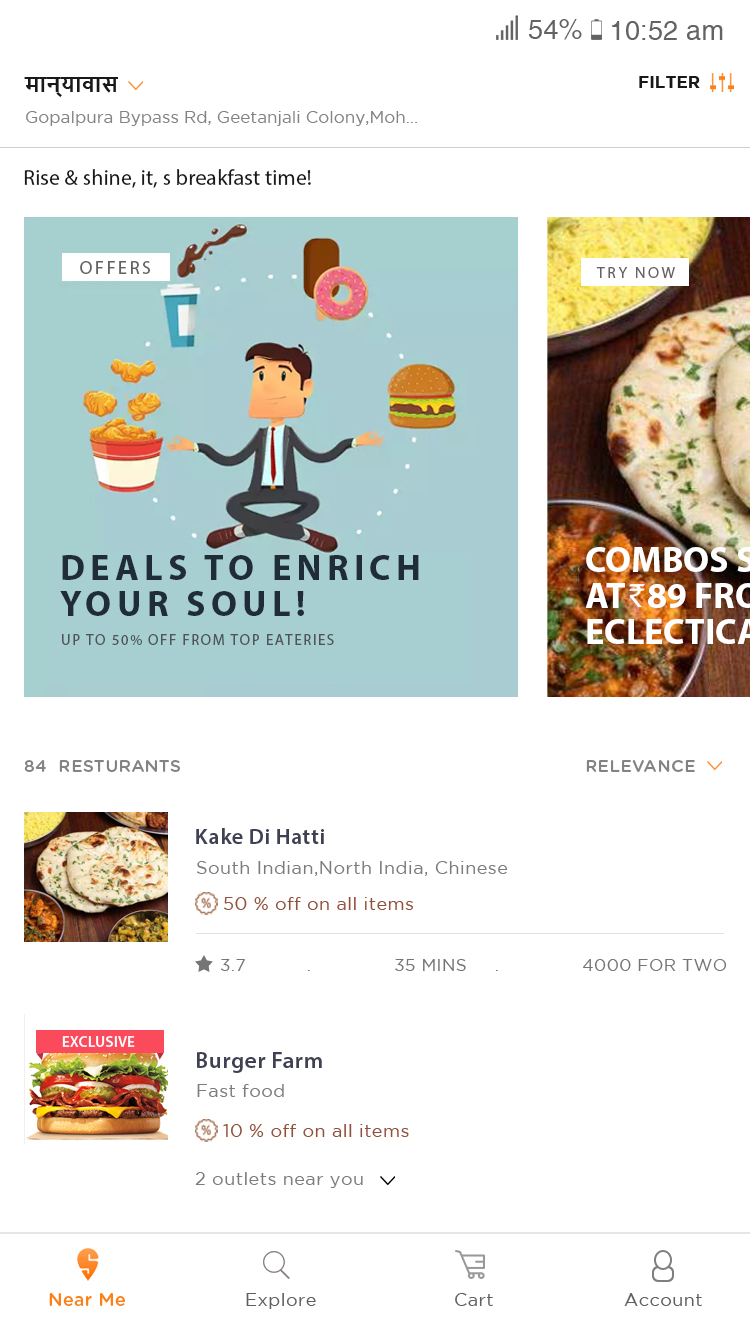 54% 10:52 am
मान्यावास
FILTER
Gopalpura Bypass Rd, Geetanjali Colony,Moh...
Rise & shine, it, s breakfast time!
OFFERS
DEALS TO ENRICH
YOUR SOUL!
UP TO 50% OFF FROM TOP EATERIES
TRY NOW
COMBOS S
AT₹89 FRO
ECLECTICA
84 RESTURANTS
RELEVANCE
Kake Di Hatti
South Indian,North India, Chinese
% 50 % off on all items
3.7 . 35 MINS . 4000 FOR TWO
EXCLUSIVE
Burger Farm
Fast food
% 10 % off on all items
2 outlets near you
Near Me
Explore
Cart
Account